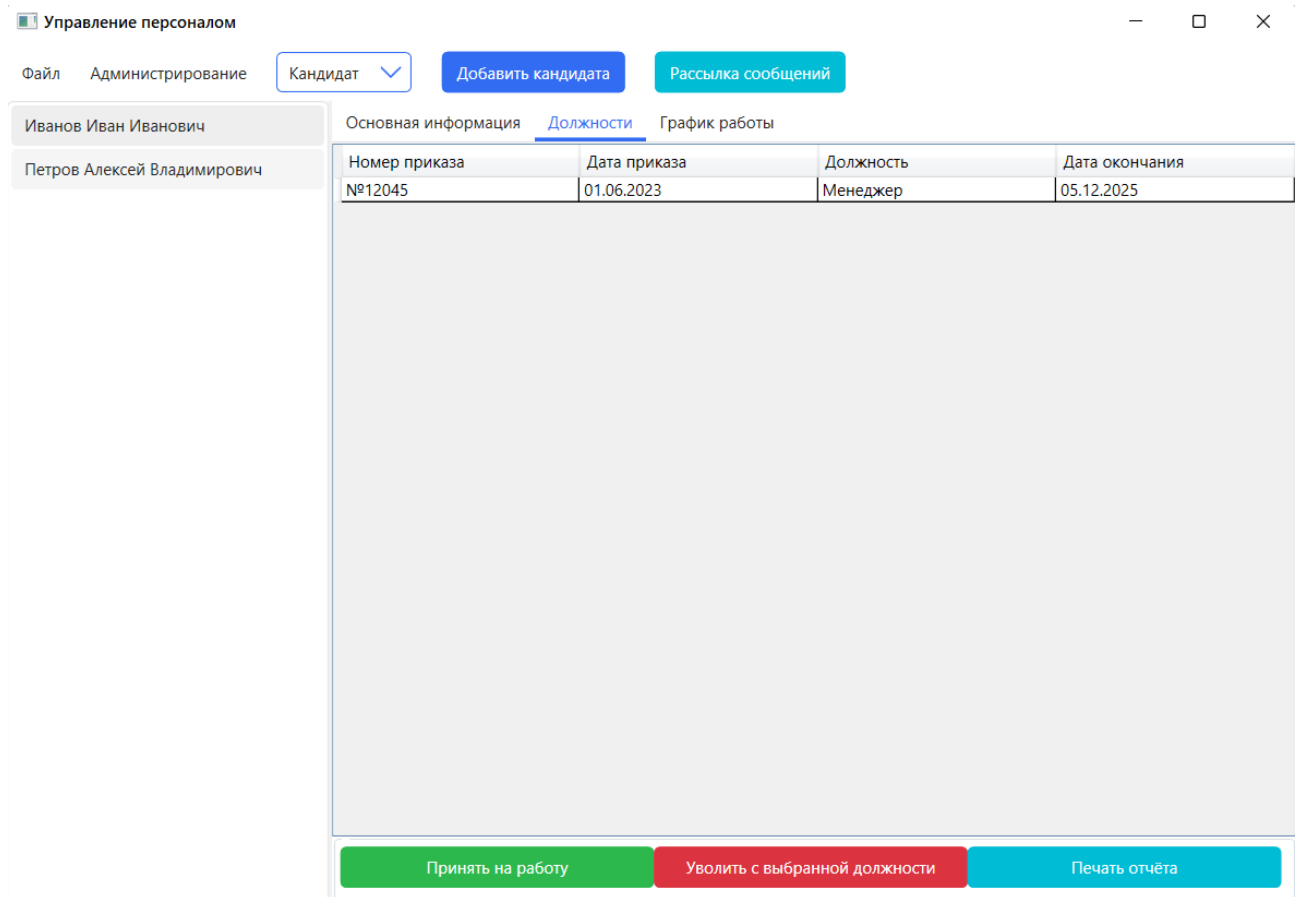 Управление персоналом
Файл Администрирование Кандидат Добавить кандидата Рассылка сообщений
Иванов Иван Иванович
Петров Алексей Владимирович
Основная информация Должности График работы
Номер приказа Дата приказа Должность Дата окончания
№12045 01.06.2023 Менеджер 05.12.2025
Принять на работу Уволить с выбранной должности Печать отчёта